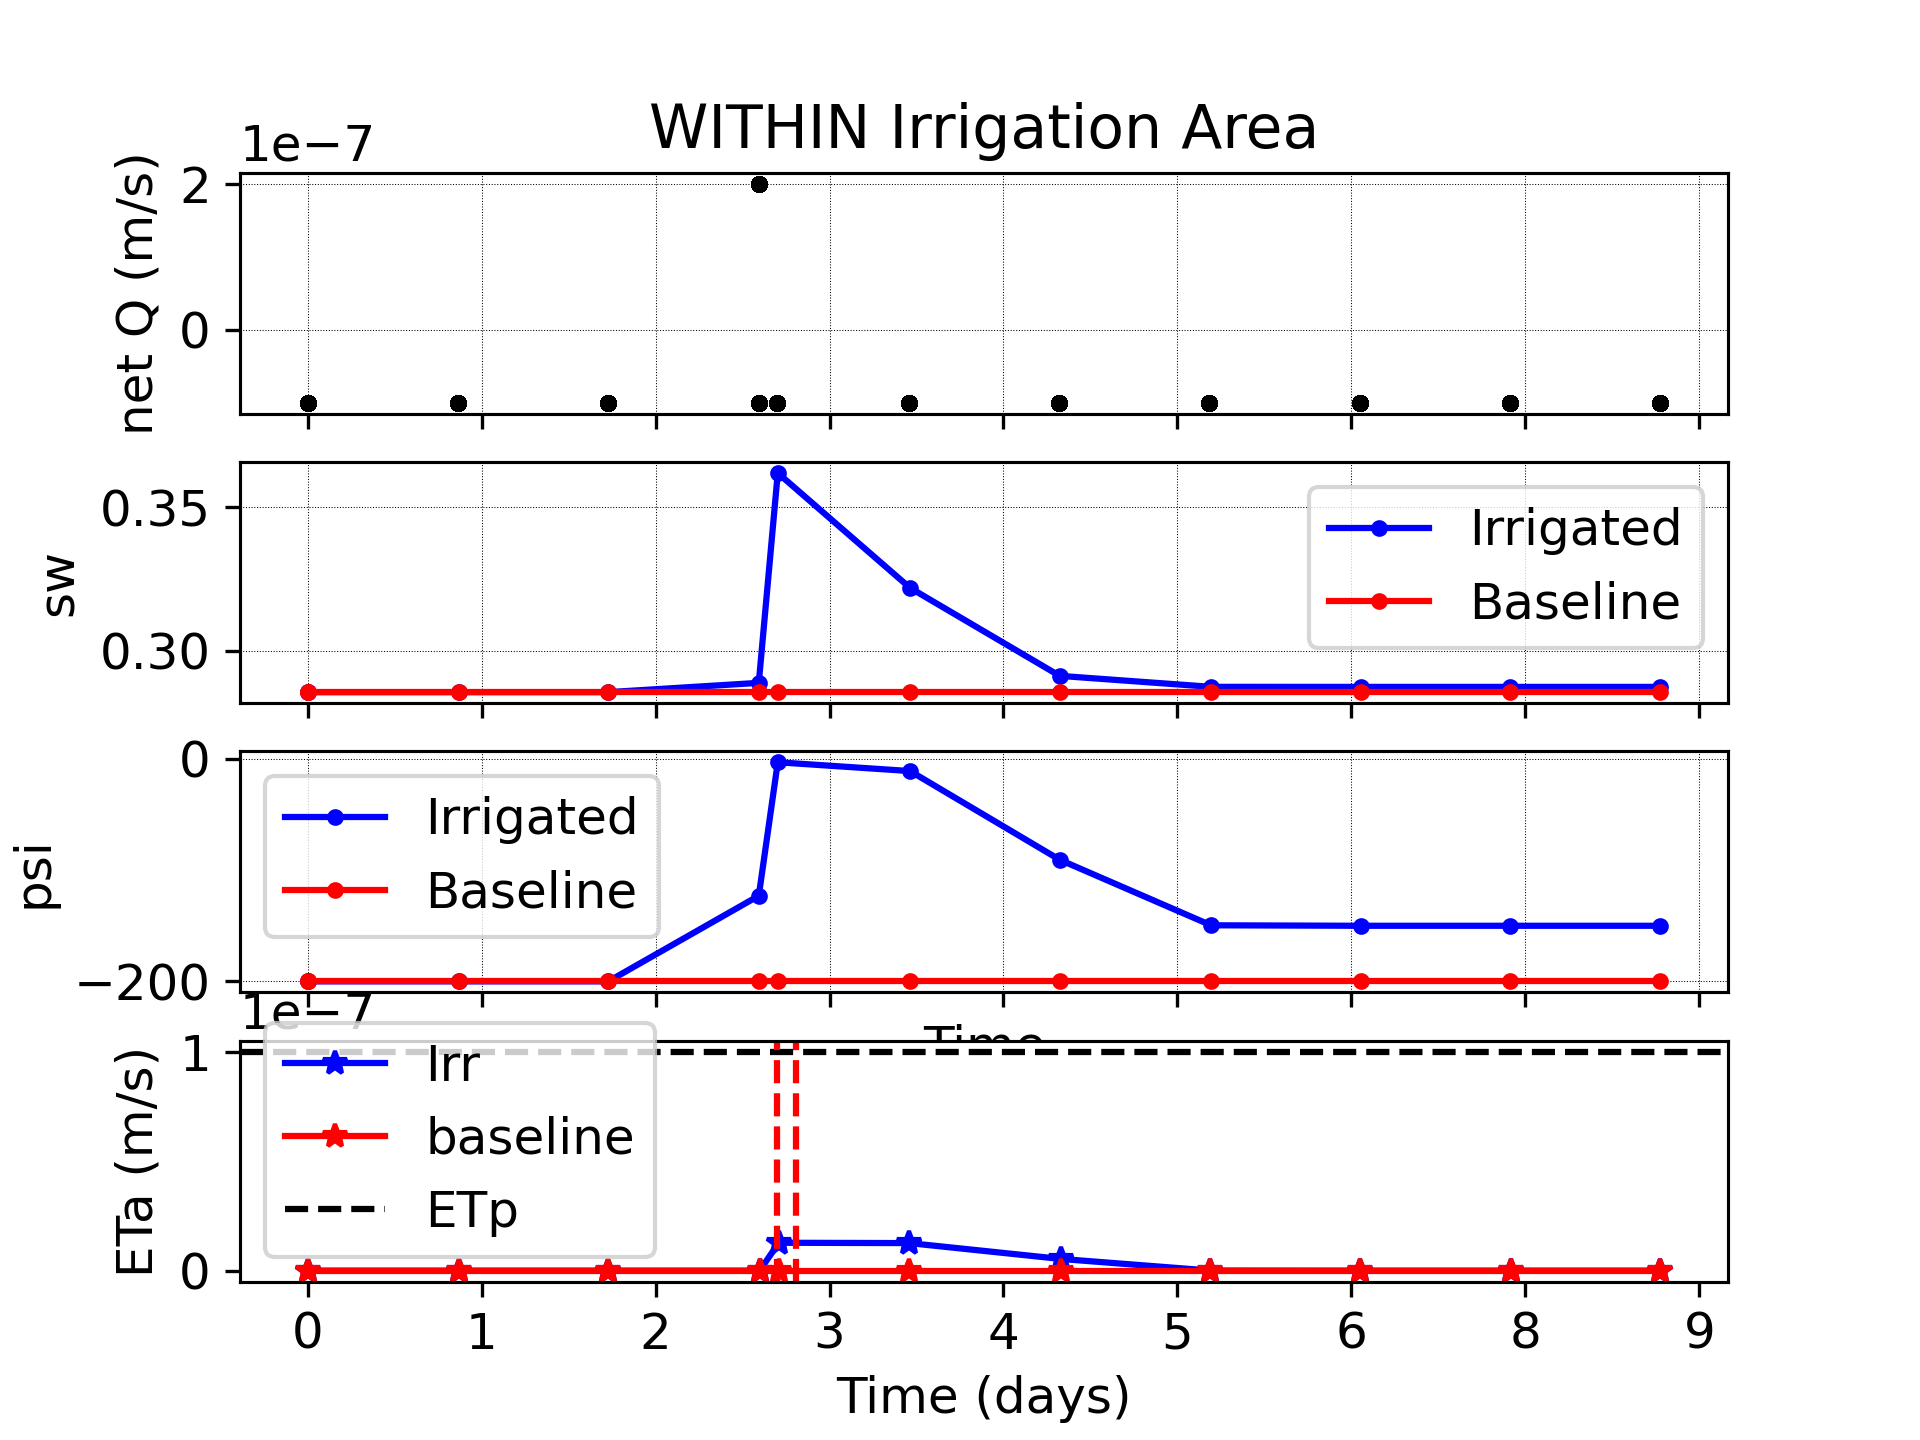 WITHIN Irrigation Area
1e−7
net Q (m/s)
2
0
sw
0.35
0.30
Irrigated
Baseline
psi
0
−200
Irrigated
Baseline
1e−7
Time
ETa (m/s)
1
0
Irr
baseline
ETp
0 1 2 3 4 5 6 8 9
Time (days)